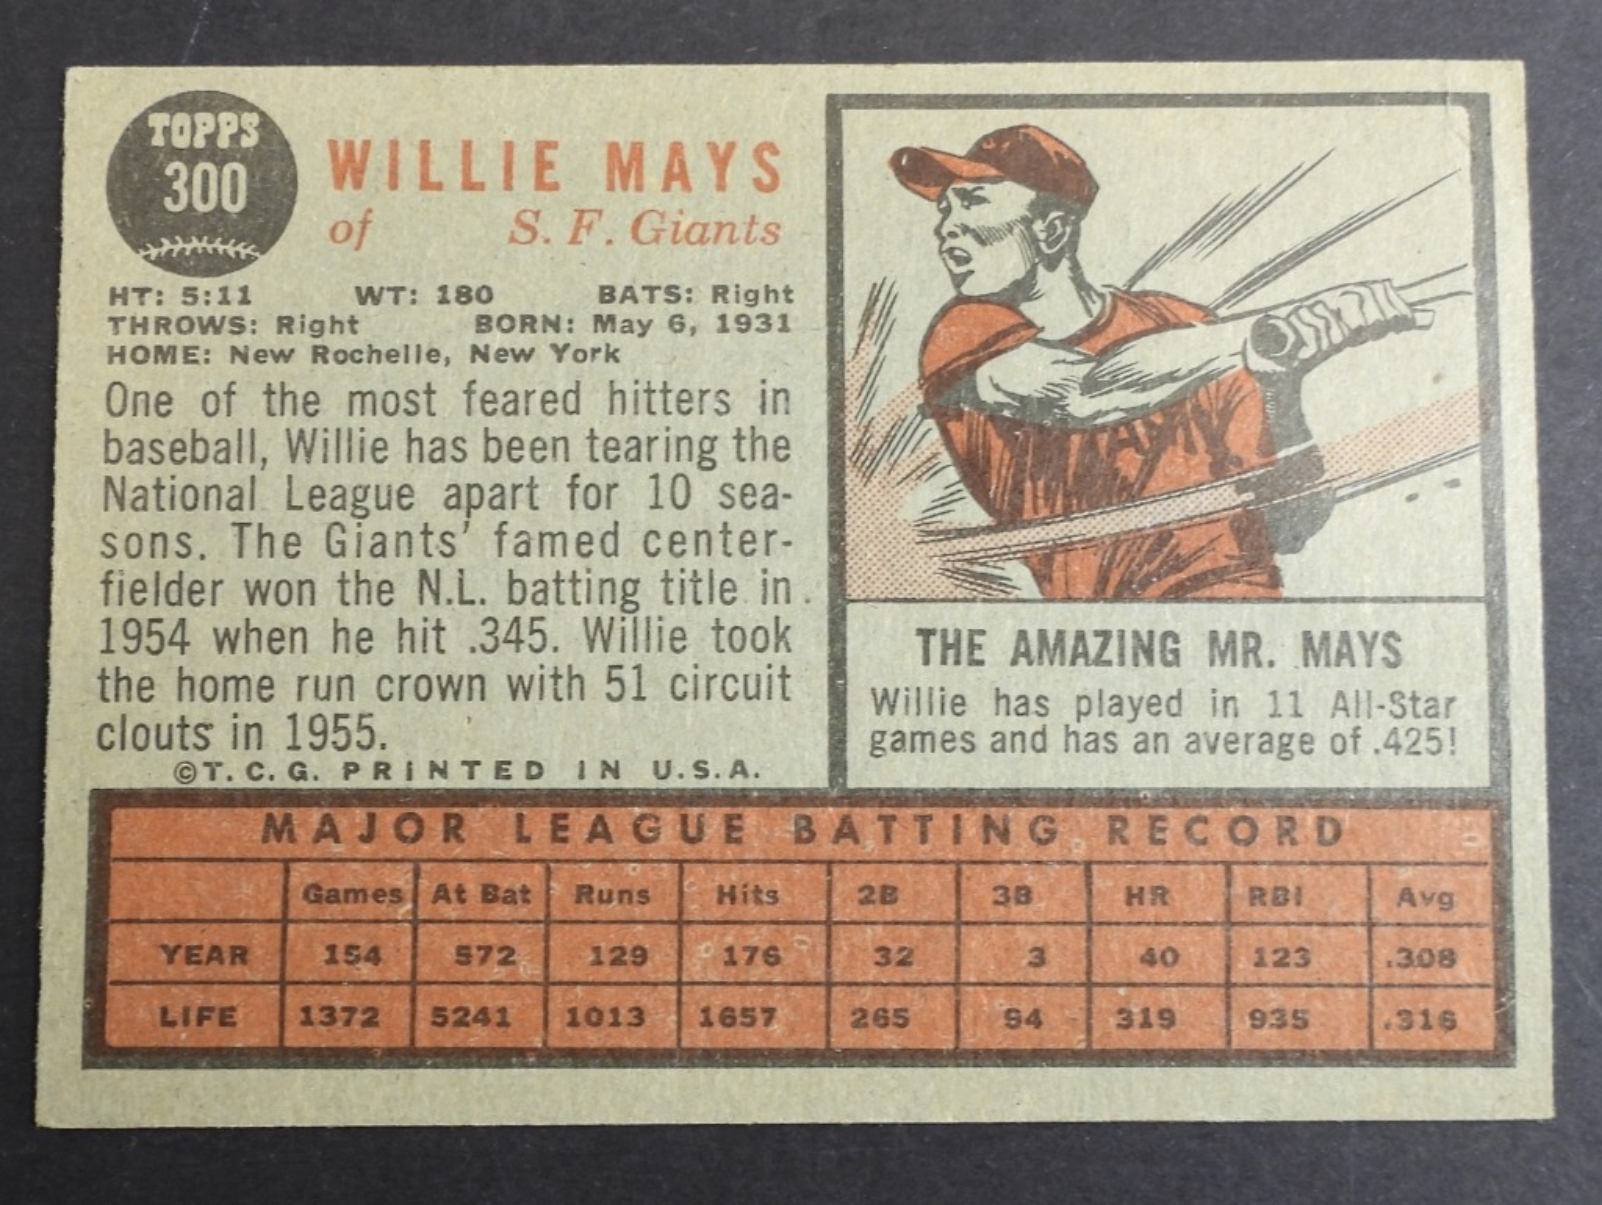 TOPPS
300
WILLIE MAYS
of S. F. Giants
HT: 5:11 WT: 180 BATS: Right
THROWS: Right BORN: May 6, 1931
HOME: New Rochelle, New York
One of the most feared hitters in
baseball, Willie has been tearing the
National League apart for 10 sea-
sons. The Giants' famed center-
fielder won the N.L. batting title in
1954 when he hit .345. Willie took
the home run crown with 51 circuit
clouts in 1955.
©T.C.G. PRINTED IN U.S.A.
THE AMAZING MR. MAYS
Willie has played in 11 All-Star
games and has an average of .425!
MAJOR LEAGUE BATTING RECORD
Games At Bat Runs Hits 2B 3B HR RBI Avg
YEAR 154 572 129 176 32 3 40 123 .308
LIFE 1372 5241 1013 1657 265 94 319 935 .316